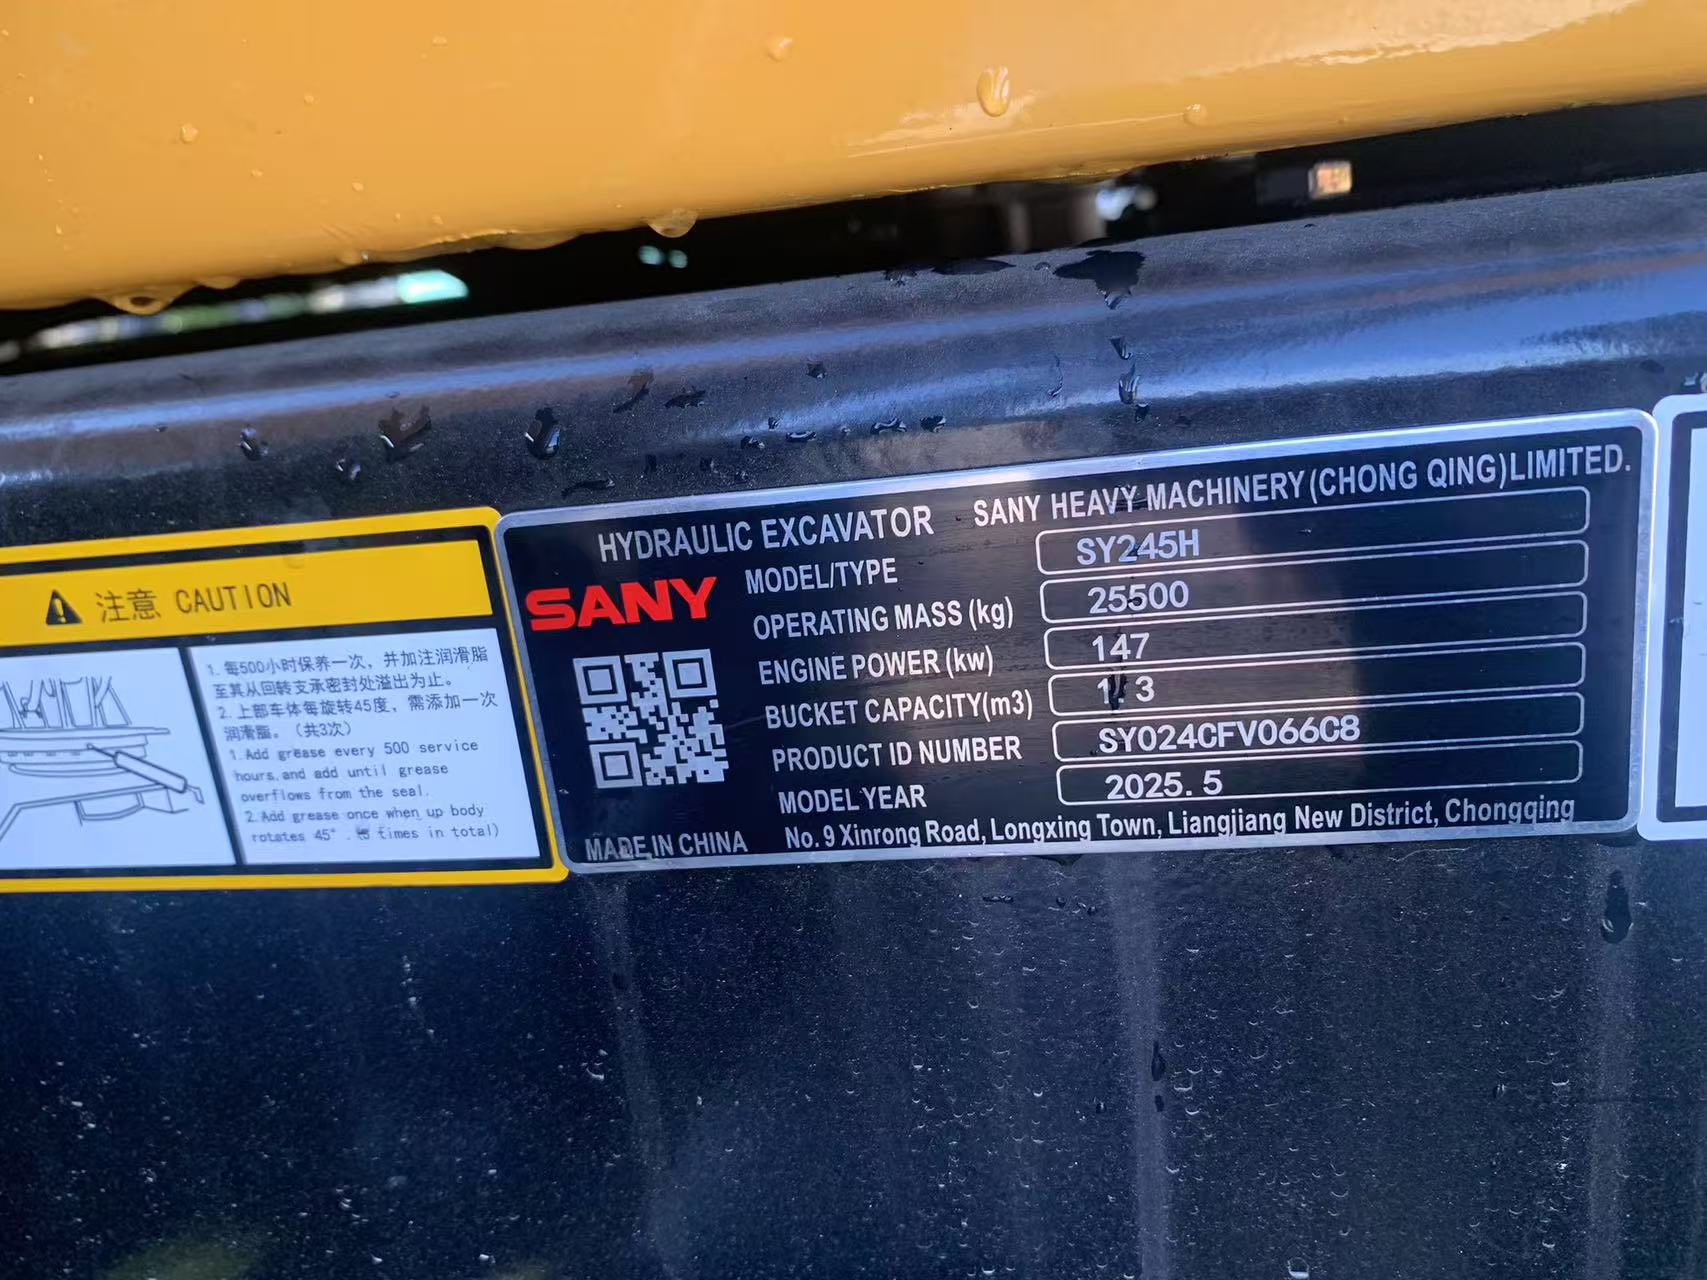 注意 CAUTION
1. 每500小时保养一次，并加注润滑脂
至其从回转支承密封处溢出为止。
2. 上部车体每旋转45度，需添加一次
润滑脂。（共3次）
1. Add grease every 500 service
hours, and add until grease
overflows from the seal.
2. Add grease once when up body
rotates 45° . times in total)
HYDRAULIC EXCAVATOR SANY HEAVY MACHINERY (CHONG QING) LIMITED.
SANY
MODEL/TYPE SY245H
OPERATING MASS (kg) 25500
ENGINE POWER (kw) 147
BUCKET CAPACITY(m3) 1.3
PRODUCT ID NUMBER SY024CFV066C8
MODEL YEAR 2025.5
MADE IN CHINA No. 9 Xinrong Road, Longxing Town, Liangjiang New District, Chongqing